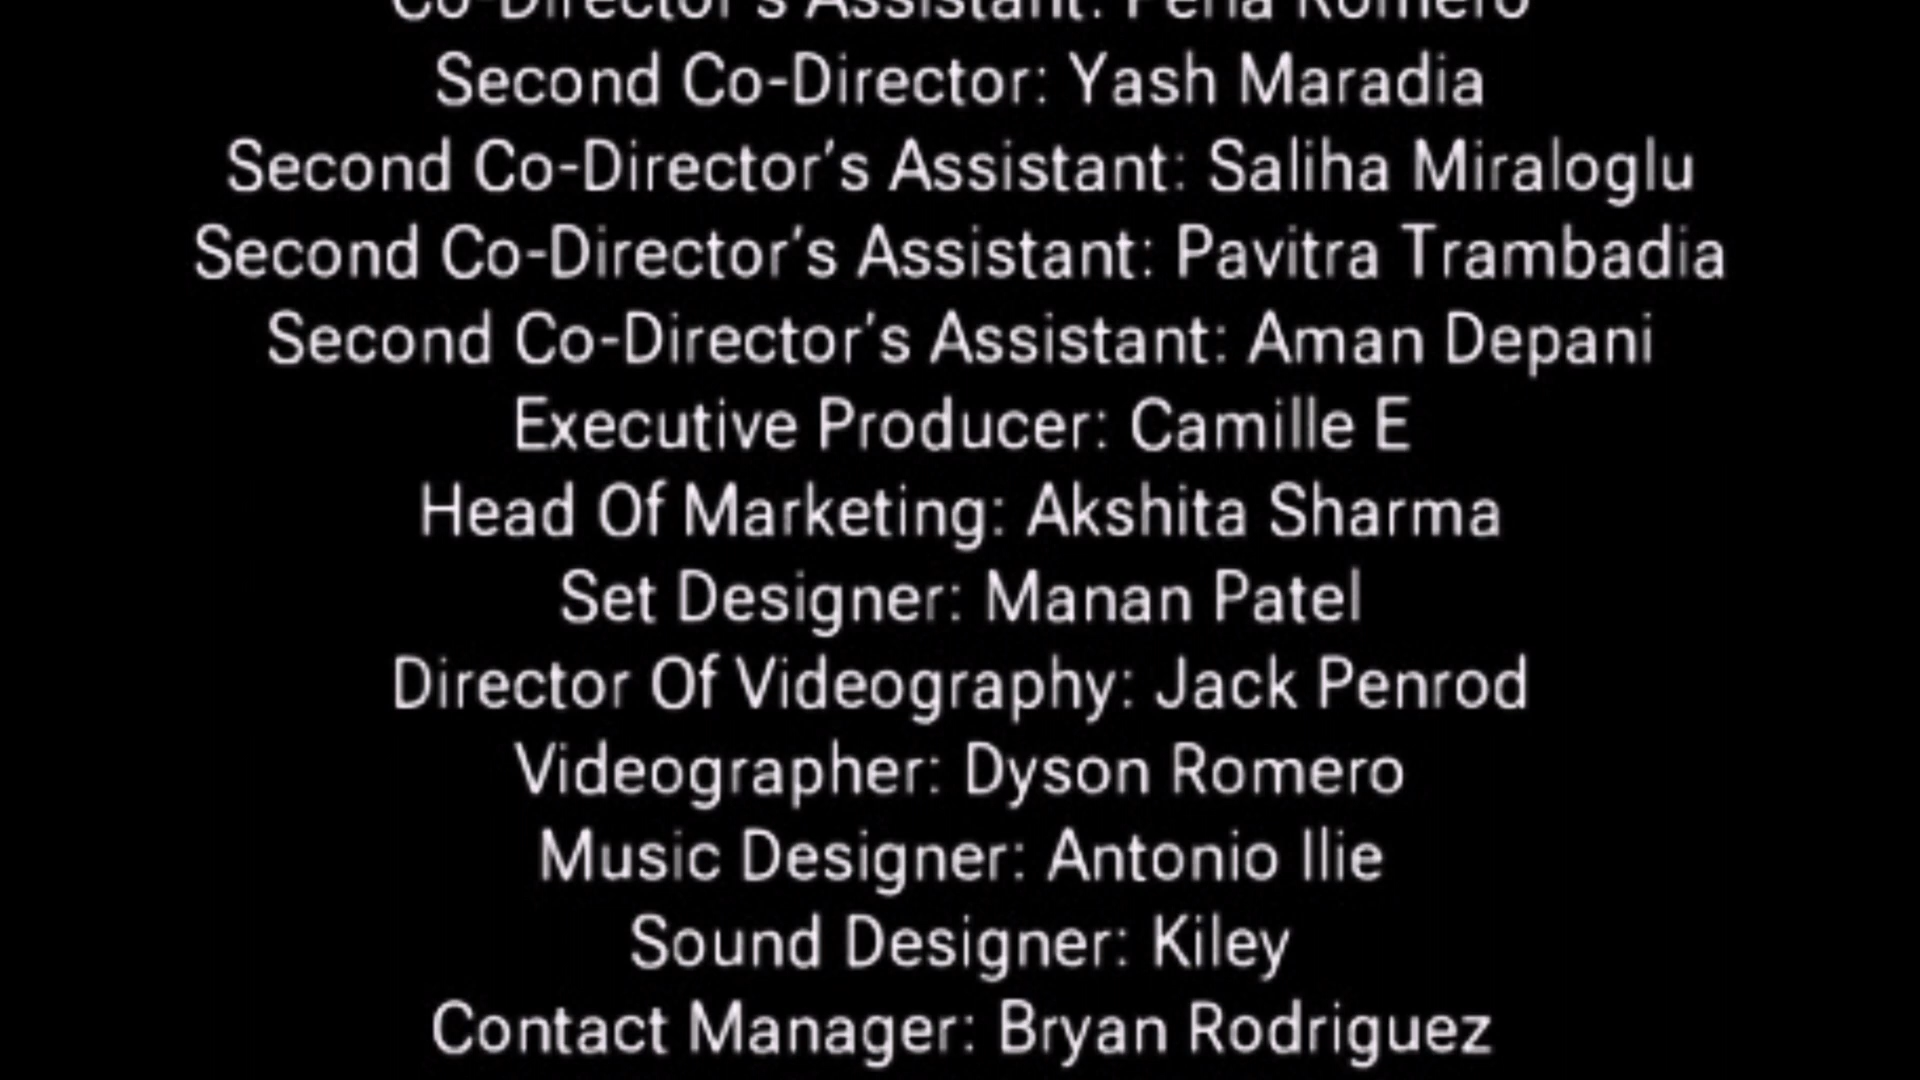 Co-Director's Assistant: Perla Romero
Second Co-Director: Yash Maradia
Second Co-Director's Assistant: Saliha Miraloglu
Second Co-Director's Assistant: Pavitra Trambadia
Second Co-Director's Assistant: Aman Depani
Executive Producer: Camille E
Head Of Marketing: Akshita Sharma
Set Designer: Manan Patel
Director Of Videography: Jack Penrod
Videographer: Dyson Romero
Music Designer: Antonio Ilie
Sound Designer: Kiley
Contact Manager: Bryan Rodriguez